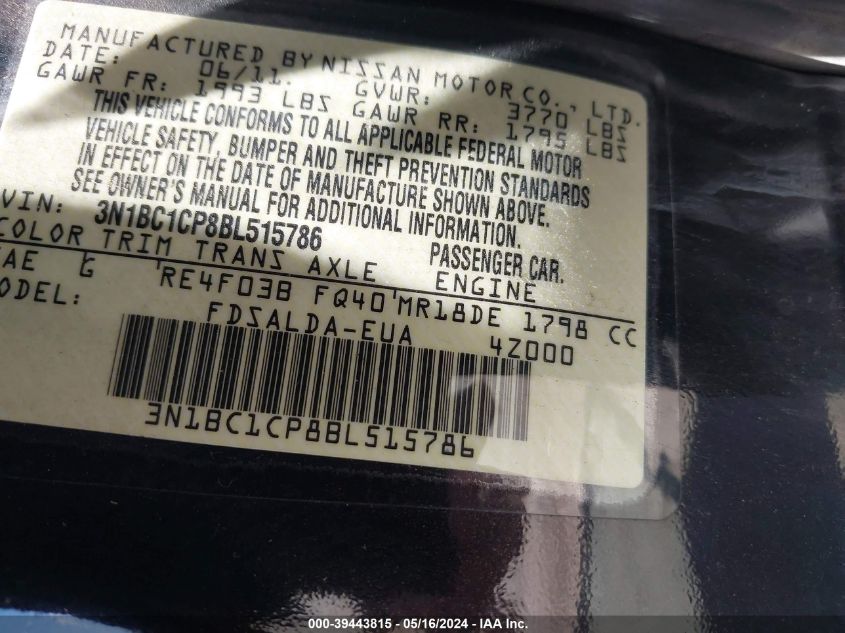 MANUFACTURED BY NISSAN MOTOR CO., LTD.
DATE: 06/11. GVWR: 3770 LBS
GAWR FR: 1993 LBS GAWR RR: 1795 LBS
THIS VEHICLE CONFORMS TO ALL APPLICABLE FEDERAL MOTOR
VEHICLE SAFETY, BUMPER AND THEFT PREVENTION STANDARDS
IN EFFECT ON THE DATE OF MANUFACTURE SHOWN ABOVE.
SEE OWNER'S MANUAL FOR ADDITIONAL INFORMATION.
VIN: 3N1BC1CP8BL515786 PASSENGER CAR.
COLOR TRIM TRANS AXLE ENGINE
G RE4F03B FQ40 MR18DE 1798 CC
MODEL: FDSALDA-EUA 4Z000
3N1BC1CP8BL515786
000-39443815 - 05/16/2024 - IAA Inc.